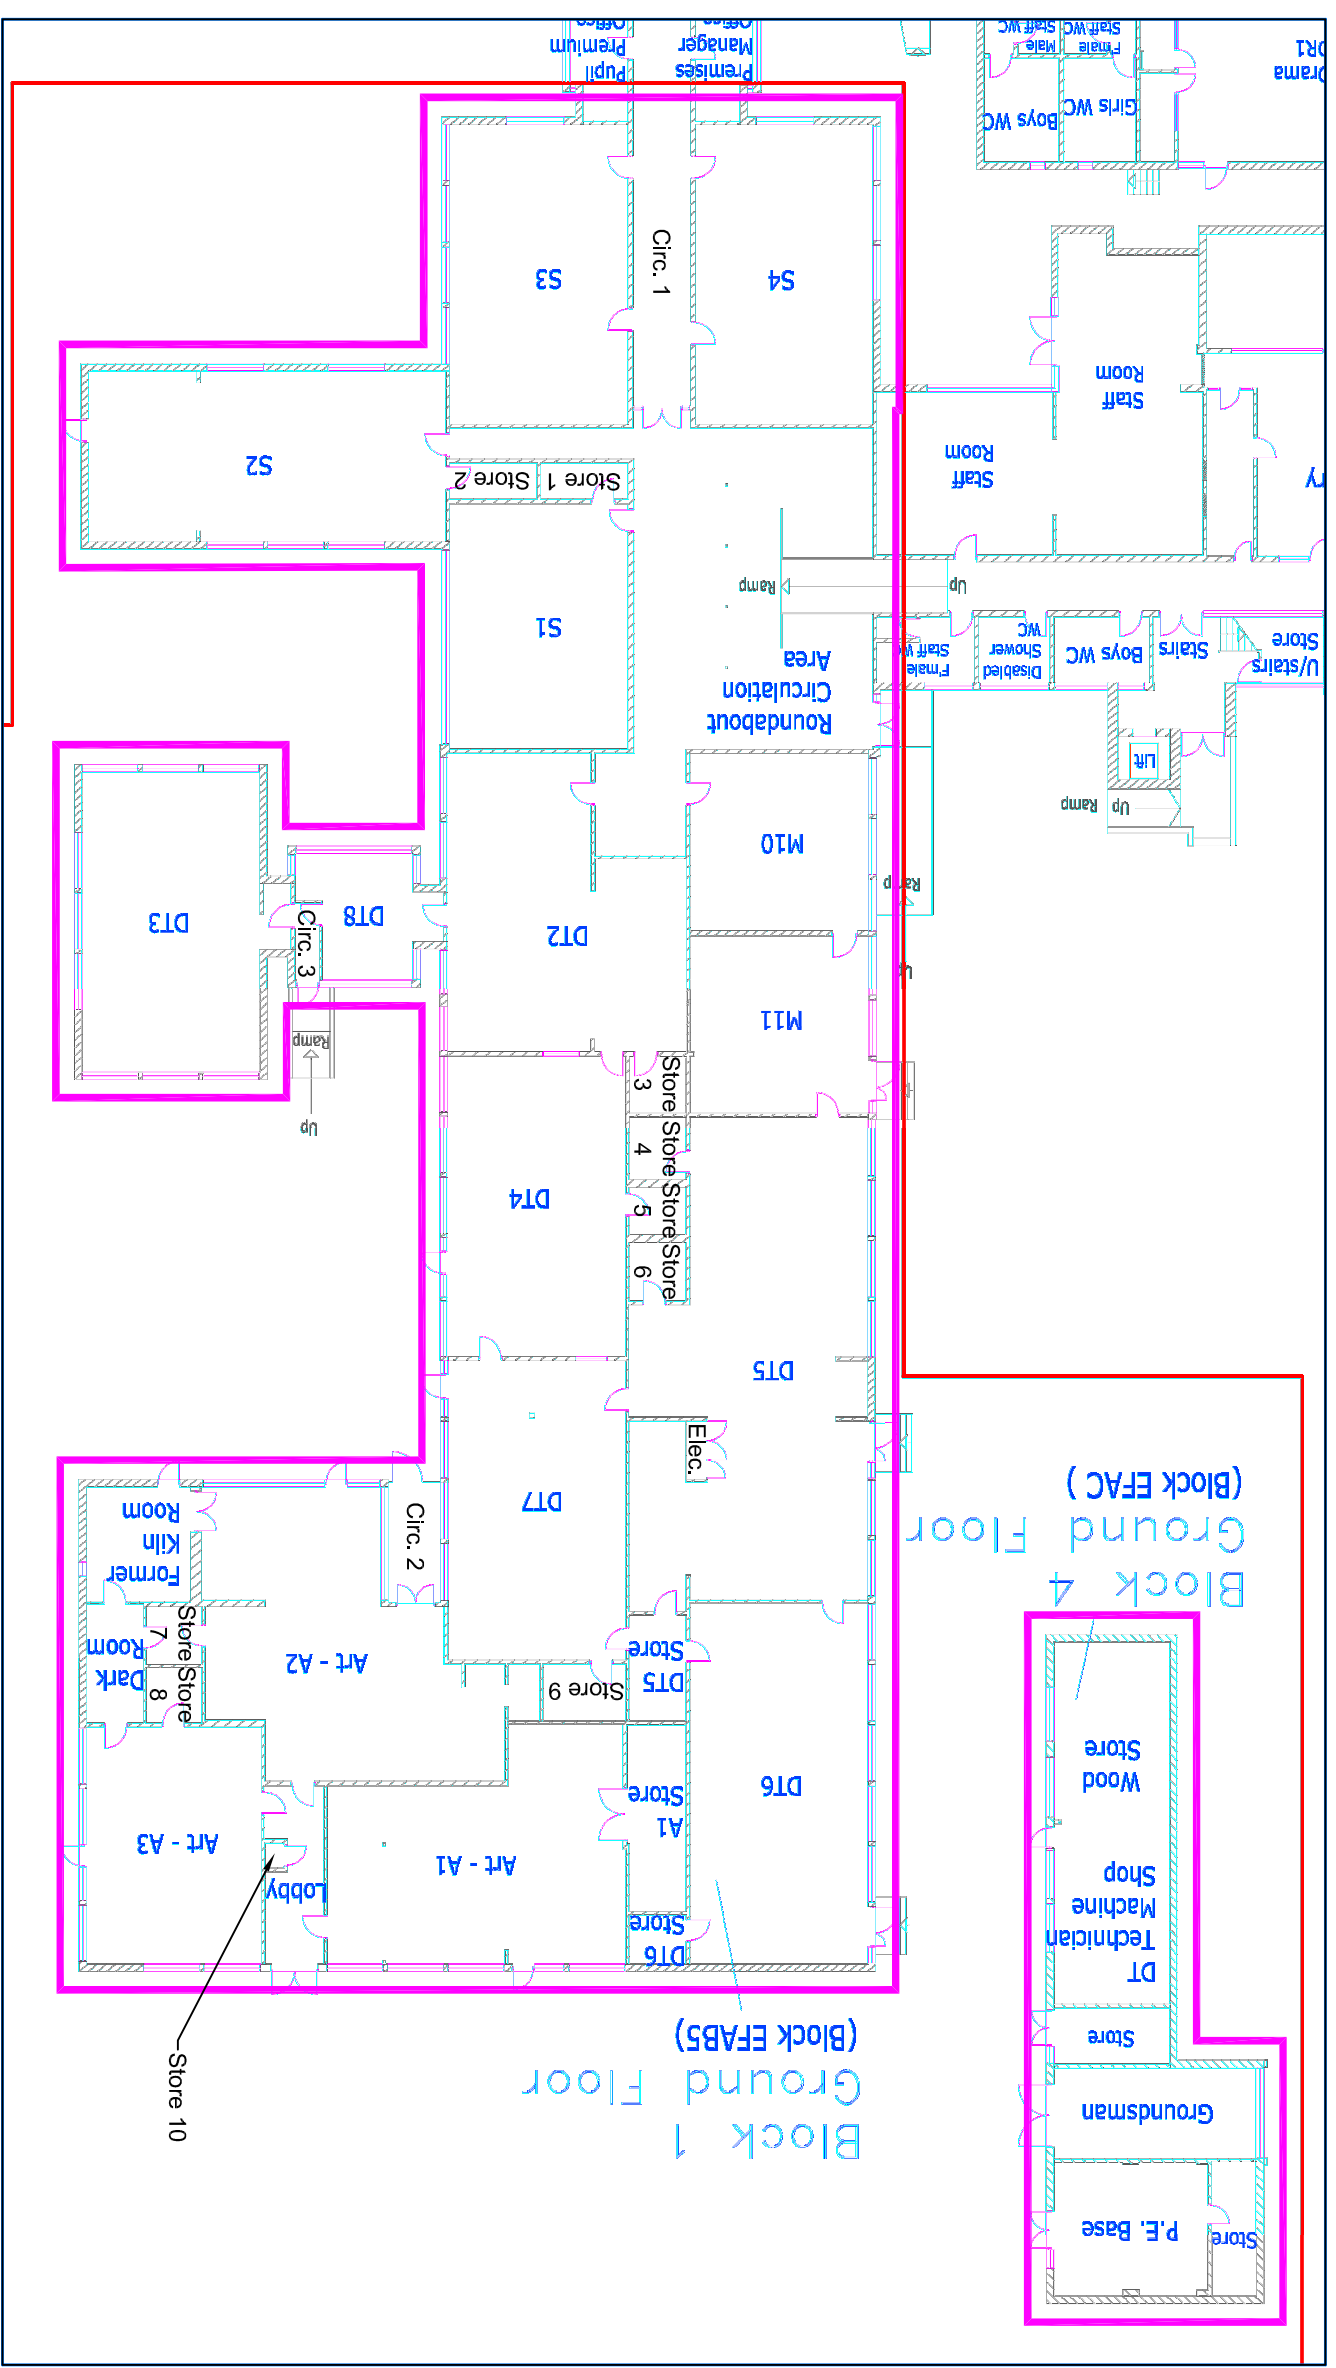 Pupil
Premium
Office
Premises
Manager
Office
Male
Staff WC
F'male
Staff WC
Boys WC
Girls WC
Drama
DR1
S3
Circ. 1
S4
S2
Store 2
Store 1
Staff
Room
Staff
Room
S1
Ramp
Up
Roundabout
Circulation
Area
F'male
Staff W
Disabled
Shower
WC
Boys WC
Stairs
U/stairs
Store
Lift
Up
Ramp
M10
Ramp
Up
DT3
Circ. 3
DT8
DT2
M11
Ramp
Up
Store
3
Store
4
Store
5
Store
6
DT4
DT5
Elec.
DT7
Circ. 2
Former
Kiln
Room
Dark
Room
Store
7
Store
8
Art - A2
Store 9
DT5
Store
DT6
A1
Store
Art - A3
Lobby
Art - A1
DT6
Store
Store 10
Block 1
Ground Floor
(Block EFAB5)
Block 4
Ground Floor
(Block EFAC )
Wood
Store
DT
Technician
Machine
Shop
Store
Groundsman
P.E. Base
Store